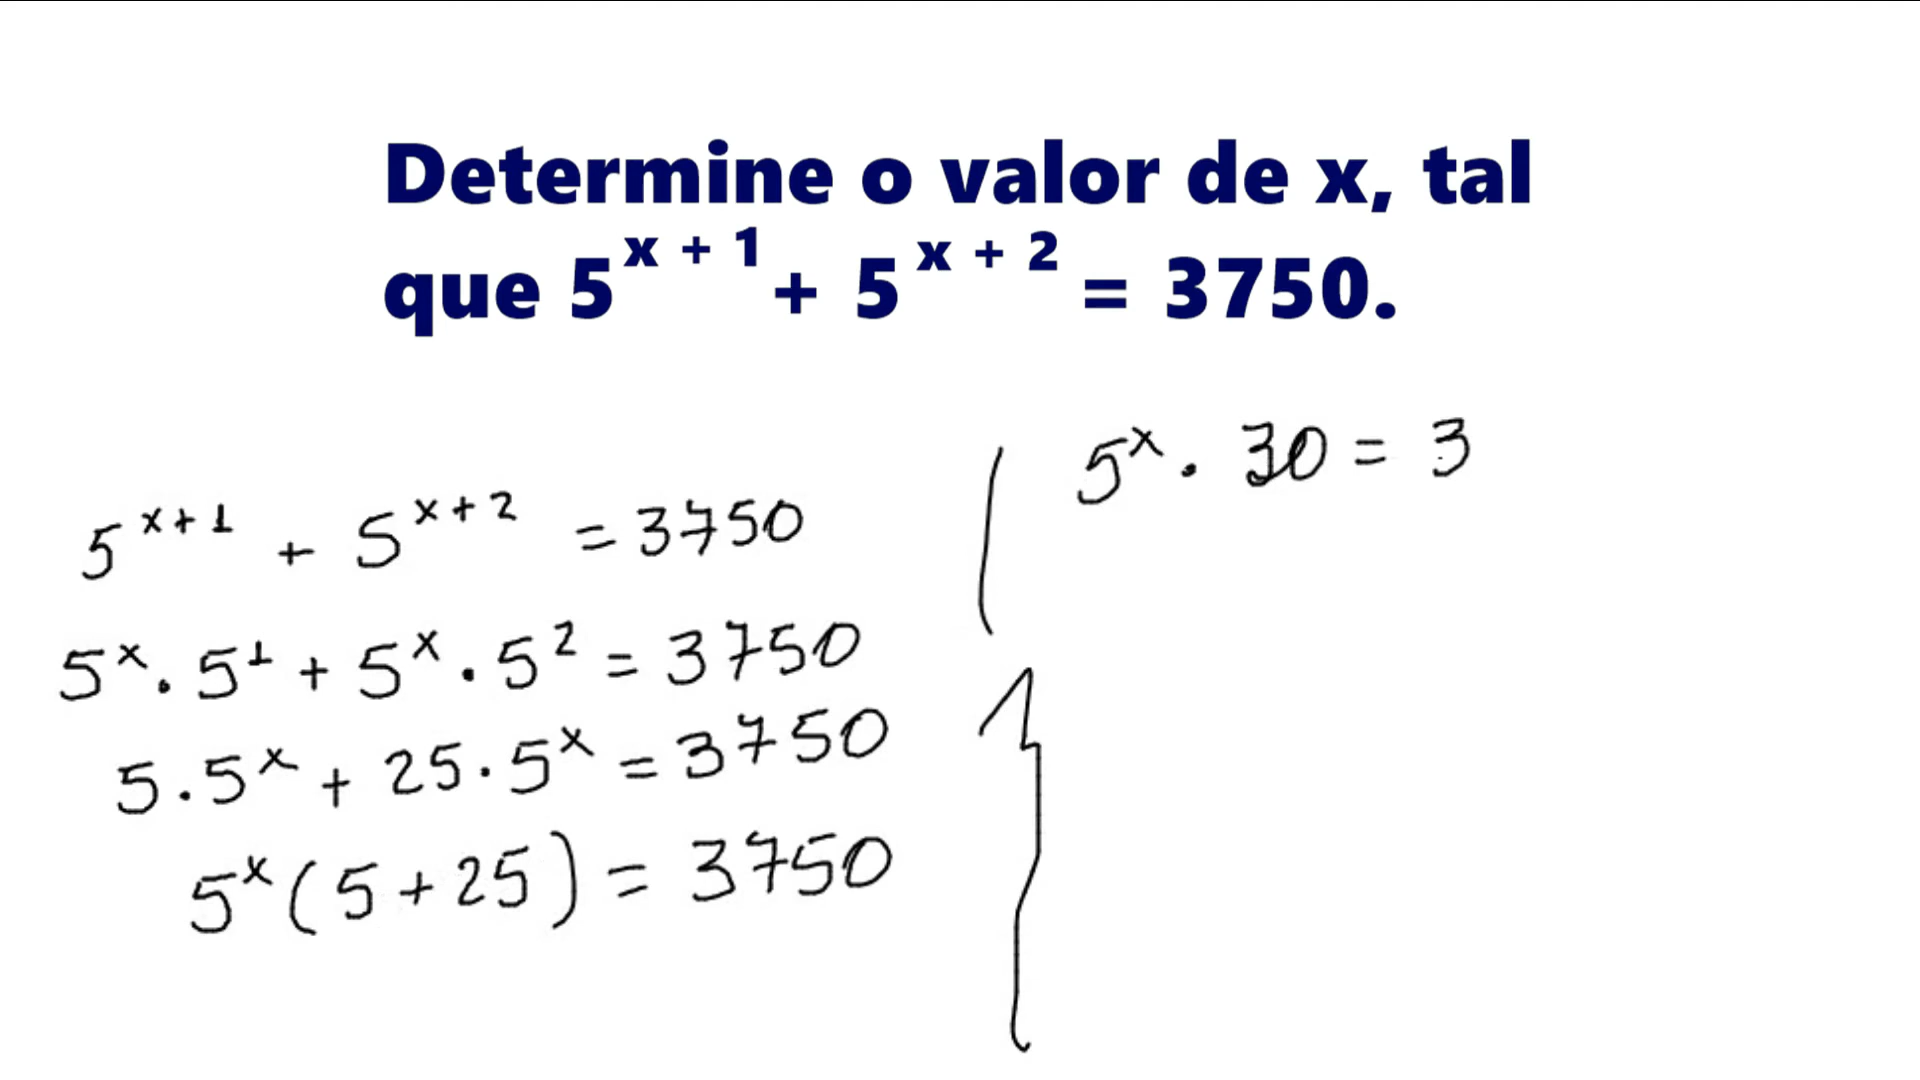 Determine o valor de x, tal
que 5^(x + 1) + 5^(x + 2) = 3750.
5^(x+1) + 5^(x+2) = 3750
5^x . 5^1 + 5^x . 5^2 = 3750
5 . 5^x + 25 . 5^x = 3750
5^x (5 + 25) = 3750
5^x . 30 = 3